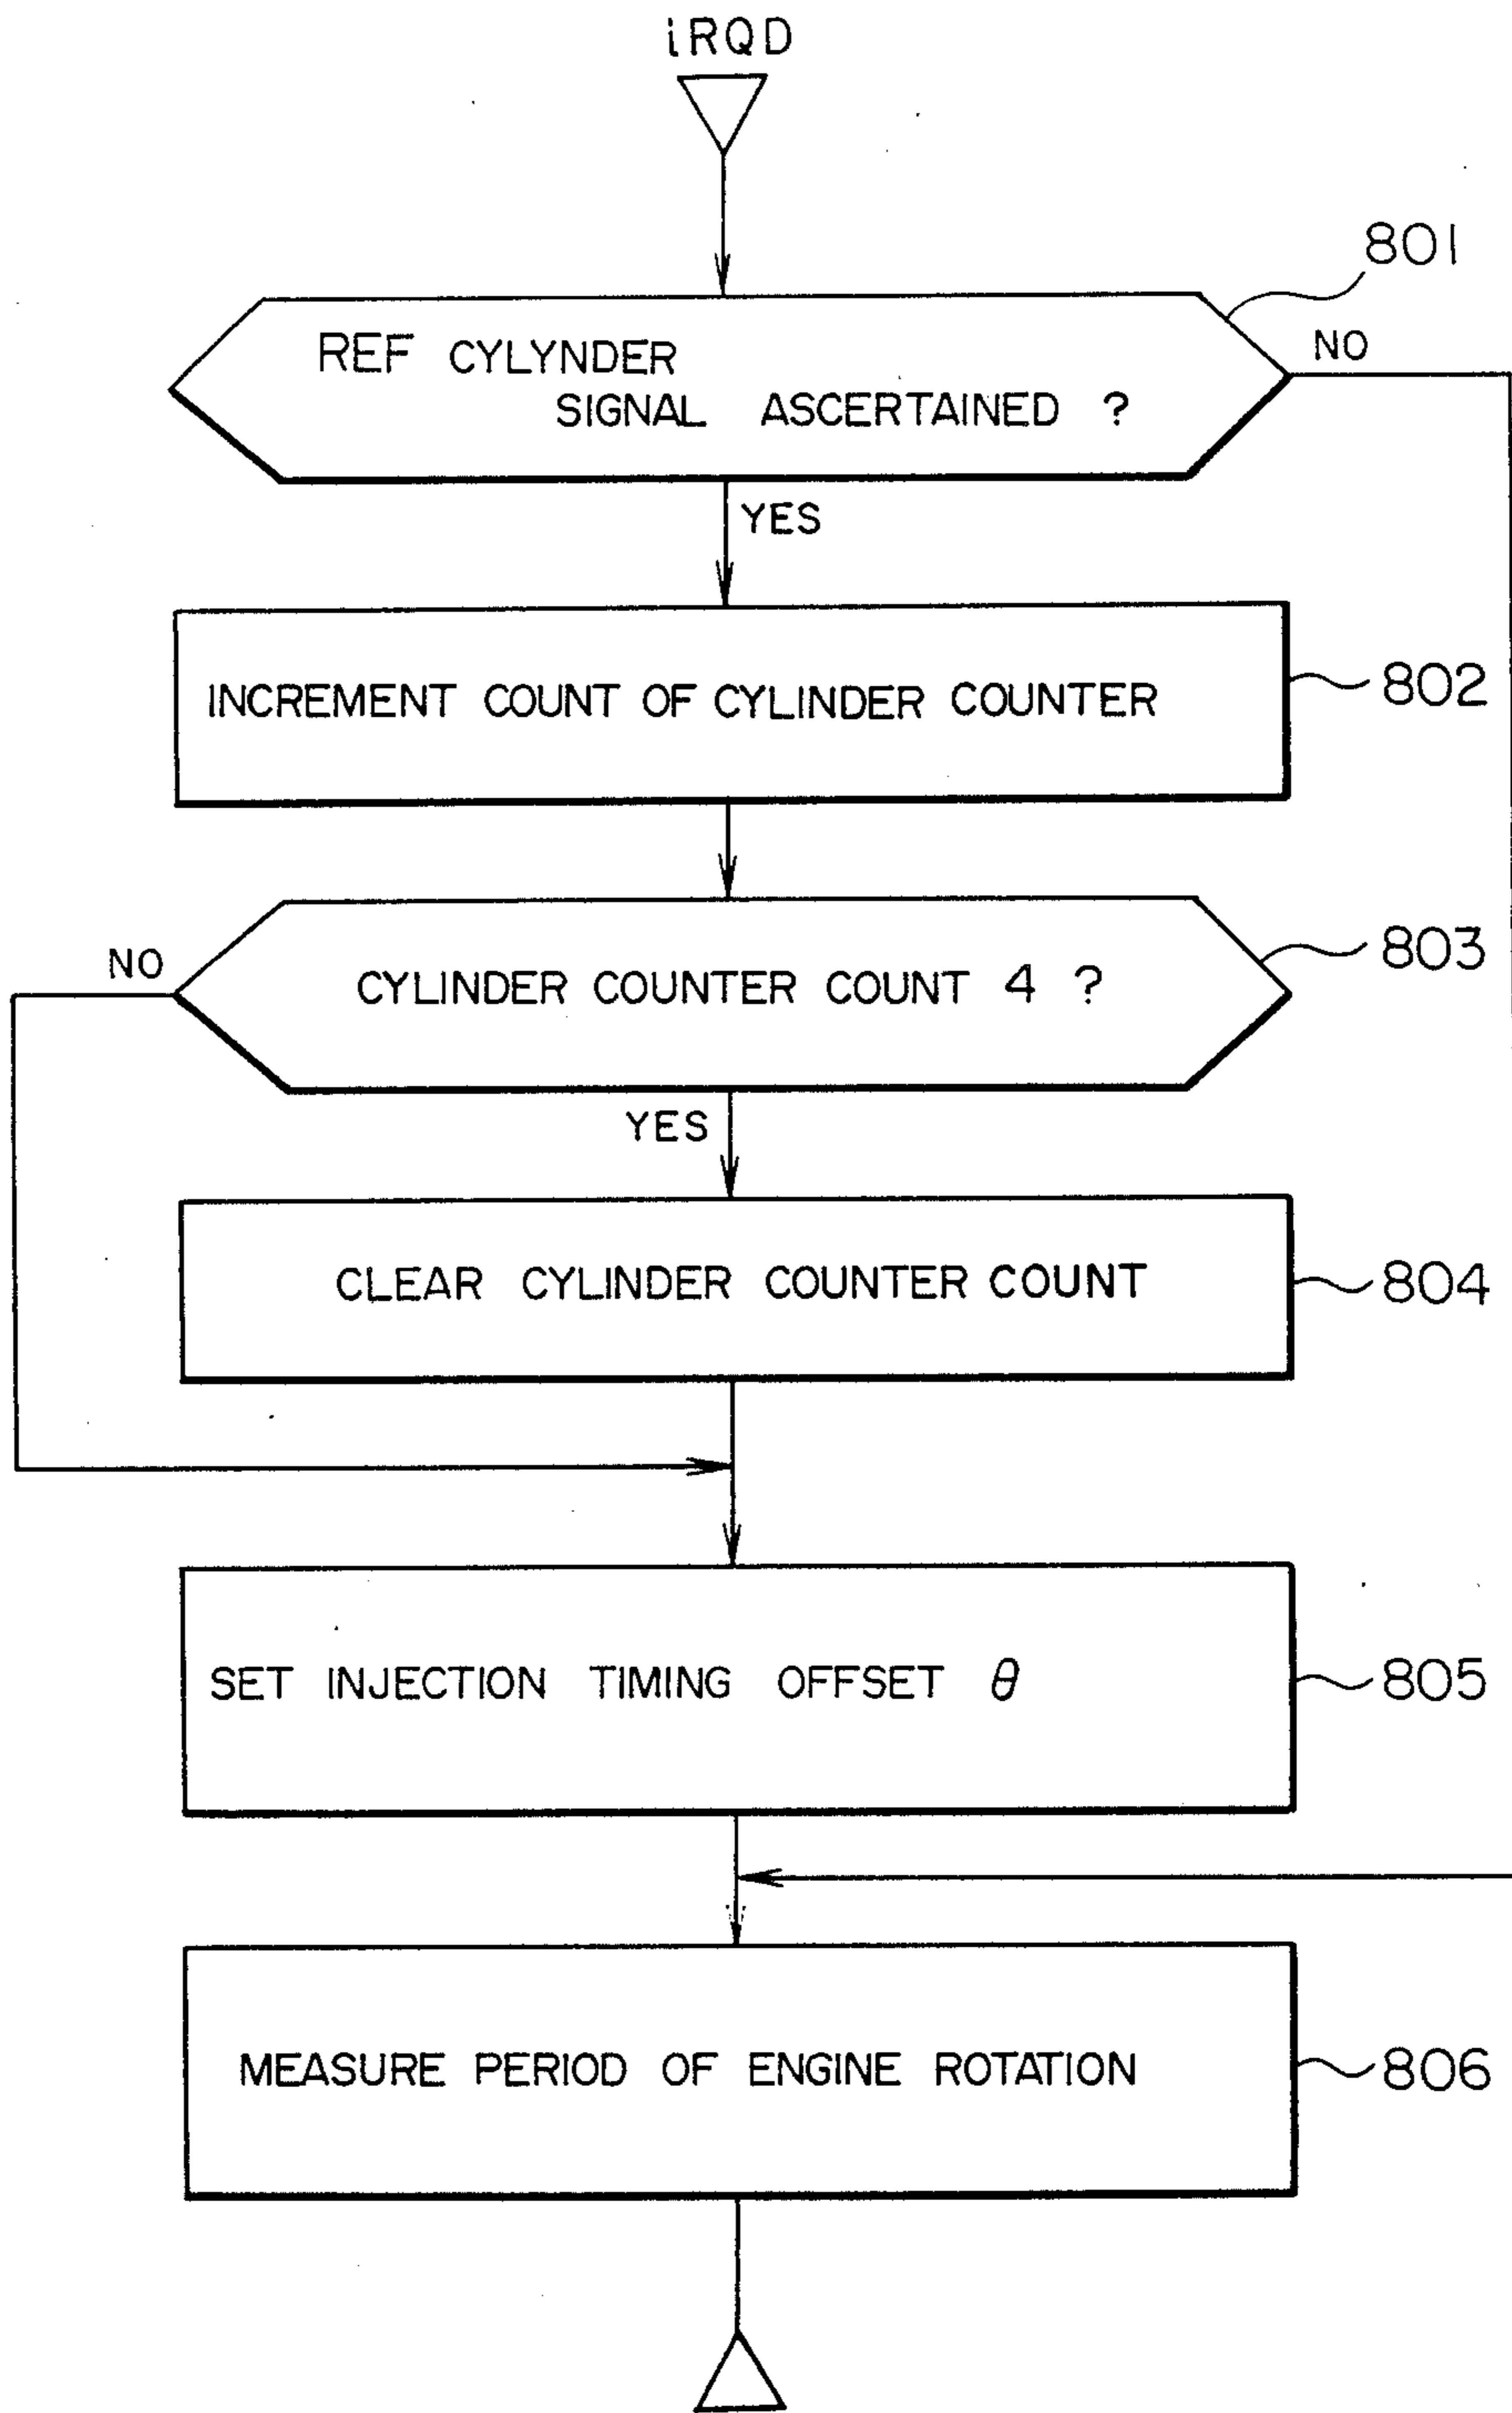 iRQD
801
REF CYLYNDER
NO
SIGNAL ASCERTAINED ?
YES
INCREMENT COUNT OF CYLINDER COUNTER
802
NO
803
CYLINDER COUNTER COUNT 4 ?
YES
CLEAR CYLINDER COUNTER COUNT
804
SET INJECTION TIMING OFFSET θ
805
MEASURE PERIOD OF ENGINE ROTATION
806